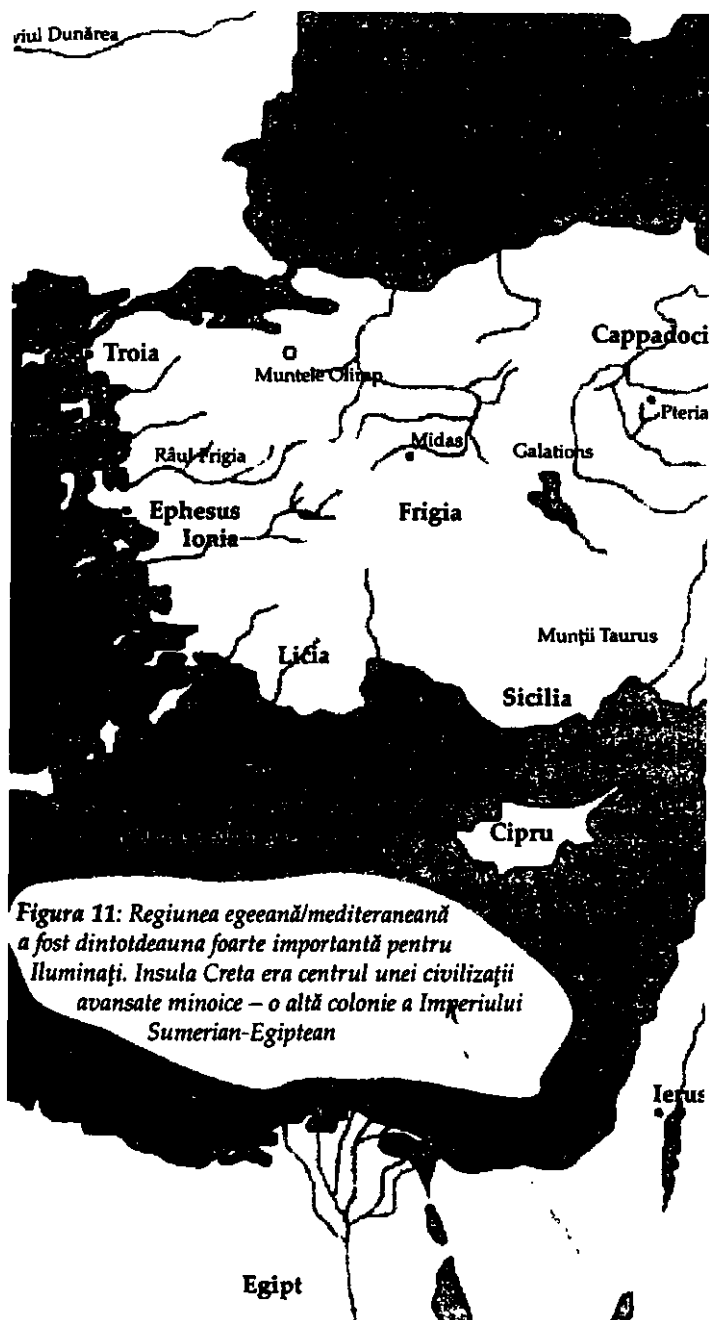 riul Dunărea
Troia
Muntele Olimp
Cappadoci
Pteria
Râul Frigia
Midas
Galations
Ephesus
Ionia
Frigia
Licia
Munții Taurus
Sicilia
Cipru
Figura 11: Regiunea egeeană/mediteraneană
a fost dintotdeauna foarte importantă pentru
Iluminați. Insula Creta era centrul unei civilizații
avansate minoice – o altă colonie a Imperiului
Sumerian-Egiptean
Ierus
Egipt